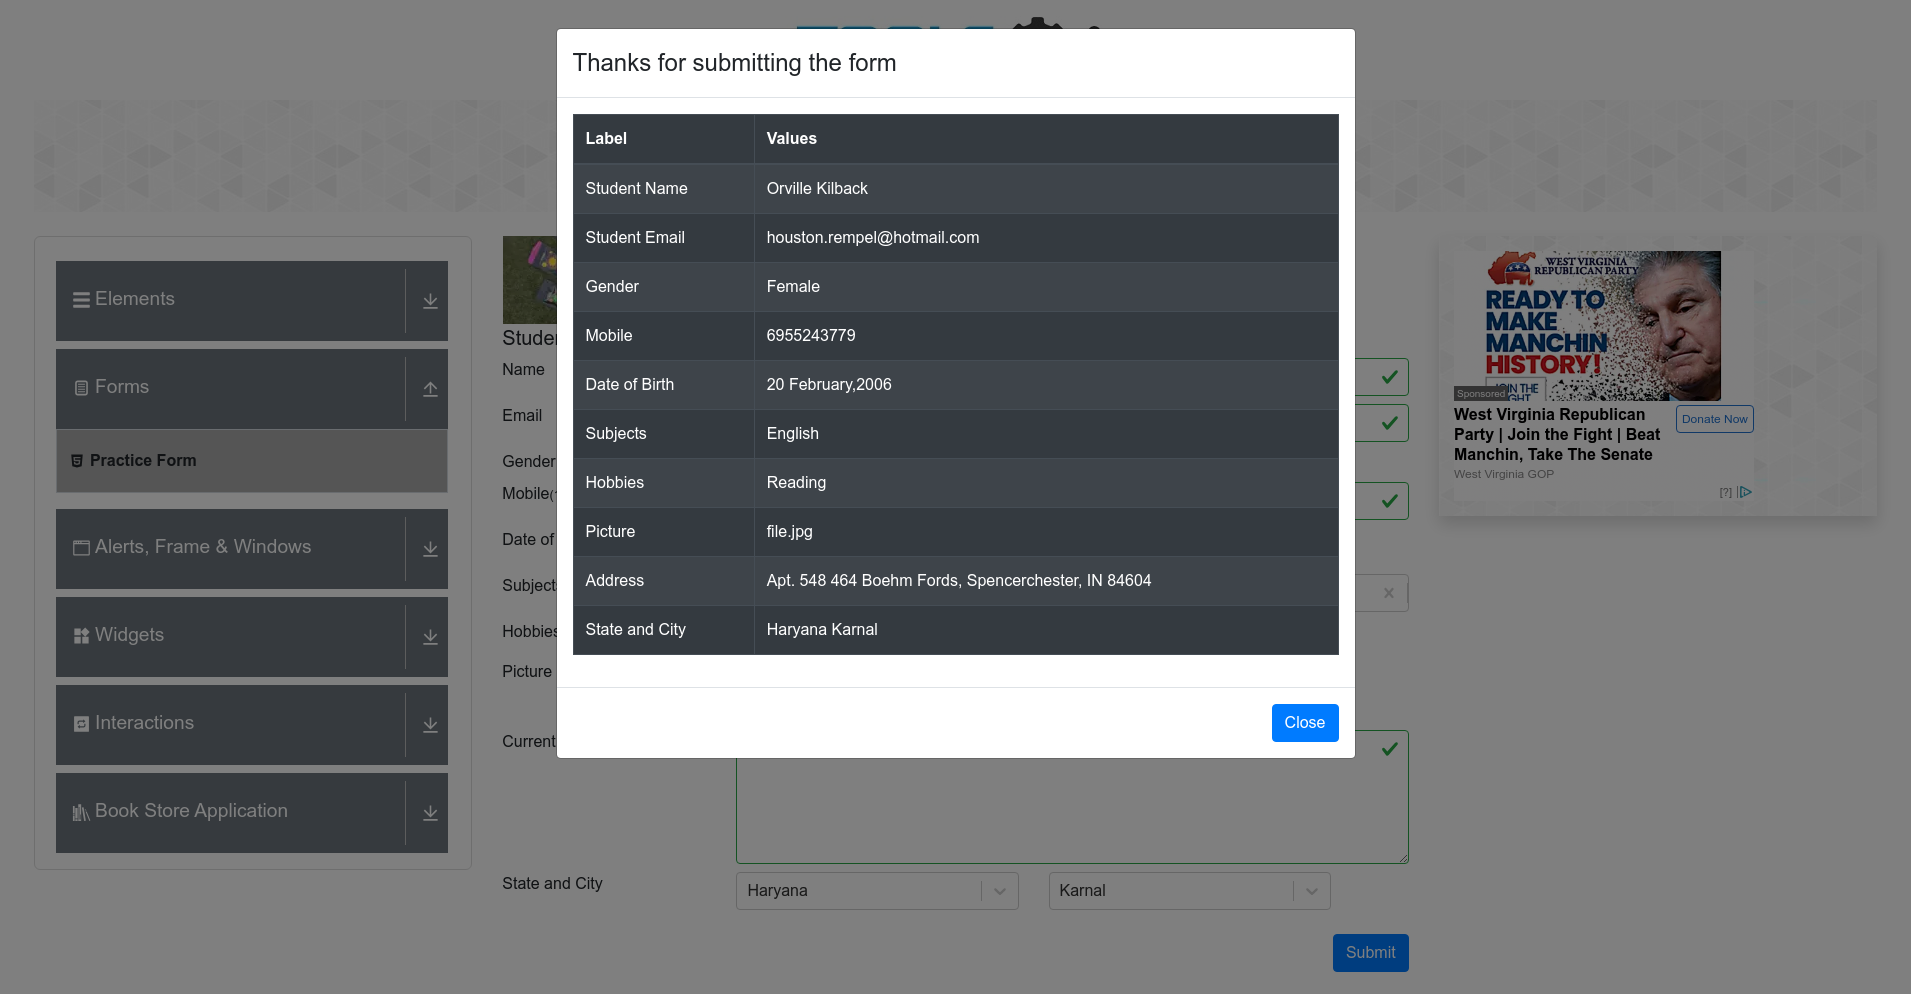 Thanks for submitting the form
Label Values
Student Name Orville Kilback
Student Email houston.rempel@hotmail.com
Gender Female
Mobile 6955243779
Date of Birth 20 February,2006
Subjects English
Hobbies Reading
Picture file.jpg
Address Apt. 548 464 Boehm Fords, Spencerchester, IN 84604
State and City Haryana Karnal
Close
Elements
Forms
Practice Form
Alerts, Frame & Windows
Widgets
Interactions
Book Store Application
Name
Email
Gender
Mobile
Date of
Hobbies
Picture
Current
State and City Haryana Karnal
Submit
WEST VIRGINIA
REPUBLICAN PARTY
READY TO
MAKE
MANCHIN
HISTORY!
JOIN THE
Sponsored
West Virginia Republican
Party | Join the Fight | Beat
Manchin, Take The Senate
Donate Now
West Virginia GOP
[?]